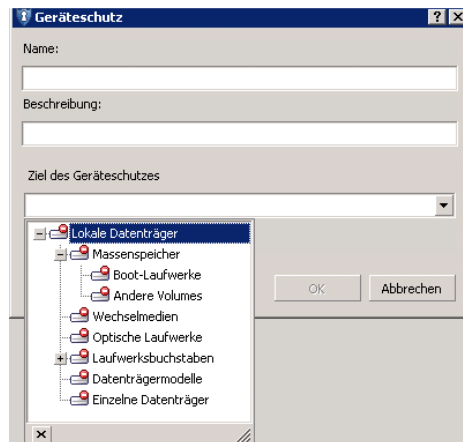 Geräteschutz
Name:
Beschreibung:
Ziel des Geräteschutzes
Lokale Datenträger
Massenspeicher
Boot-Laufwerke
Andere Volumes
Wechselmedien
Optische Laufwerke
Laufwerksbuchstaben
Datenträgermodelle
Einzelne Datenträger
OK Abbrechen